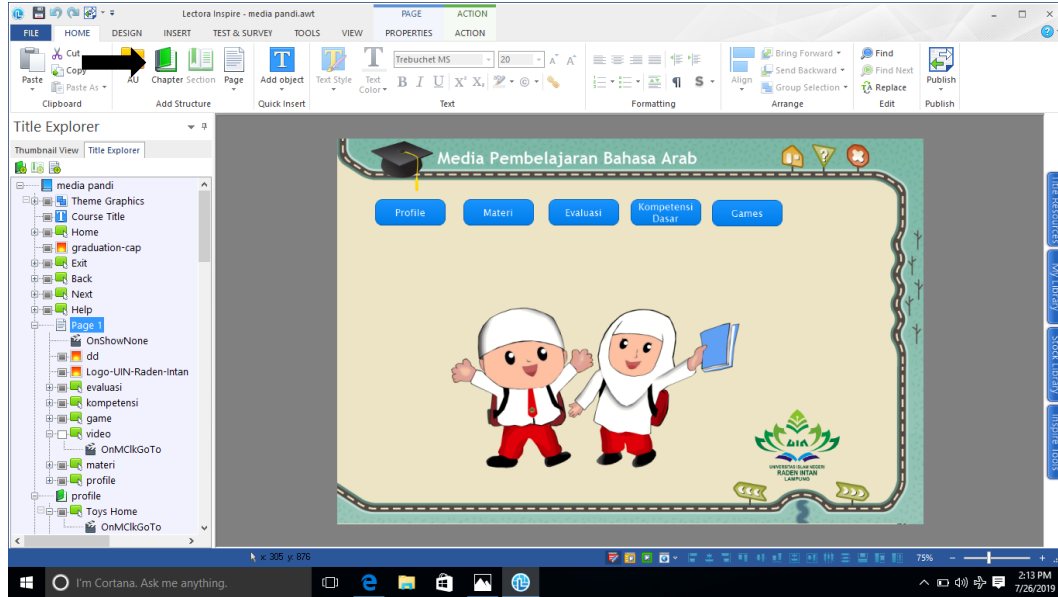 Lectora Inspire - media pandi.awt
PAGE ACTION
FILE HOME DESIGN INSERT TEST & SURVEY TOOLS VIEW PROPERTIES ACTION
Cut
Copy
Paste As
Paste
Clipboard
AU
Chapter Section Page
Add Structure
Add object
Quick Insert
Text Style
Text Color
Trebuchet MS 20
B I U X² X₂
Text
S
Formatting
Align
Bring Forward
Send Backward
Group Selection
Arrange
Find
Find Next
Replace
Edit
Publish
Publish
Title Explorer
Thumbnail View Title Explorer
media pandi
Theme Graphics
Course Title
Home
graduation-cap
Exit
Back
Next
Help
Page 1
OnShowNone
dd
Logo-UIN-Raden-Intan
evaluasi
kompetensi
game
video
OnMClkGoTo
materi
profile
profile
Toys Home
OnMClkGoTo
Media Pembelajaran Bahasa Arab
Profile
Materi
Evaluasi
Kompetensi
Dasar
Games
UNIVERSITAS ISLAM NEGERI
RADEN INTAN
LAMPUNG
Title Resources
My Library
Stock Library
Inspire Tools
x: 305 y: 876
75%
I'm Cortana. Ask me anything.
2:13 PM
7/26/2019